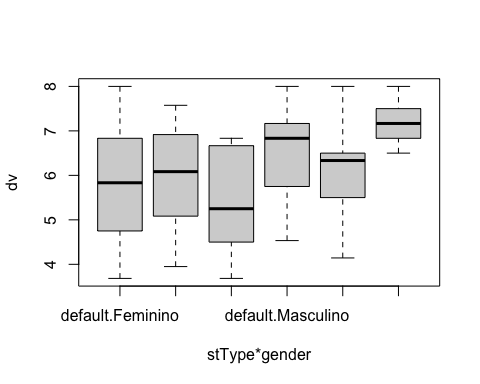 8
7
6
5
4
dv
default.Feminino
default.Masculino
stType*gender